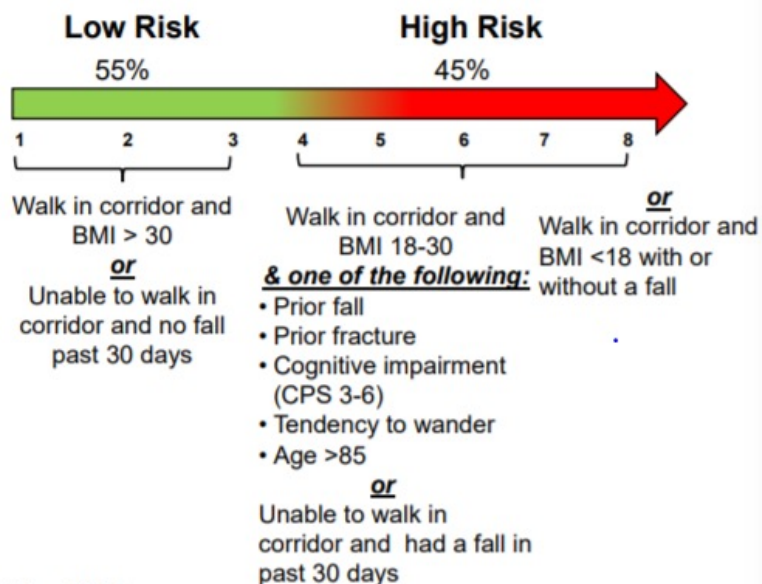 Low Risk
High Risk
55%
45%
1 2 3 4 5 6 7 8
Walk in corridor and
BMI > 30
or
Unable to walk in
corridor and no fall
past 30 days
Walk in corridor and
BMI 18-30
& one of the following:
• Prior fall
• Prior fracture
• Cognitive impairment
(CPS 3-6)
• Tendency to wander
• Age >85
or
Unable to walk in
corridor and had a fall in
past 30 days
or
Walk in corridor and
BMI <18 with or
without a fall